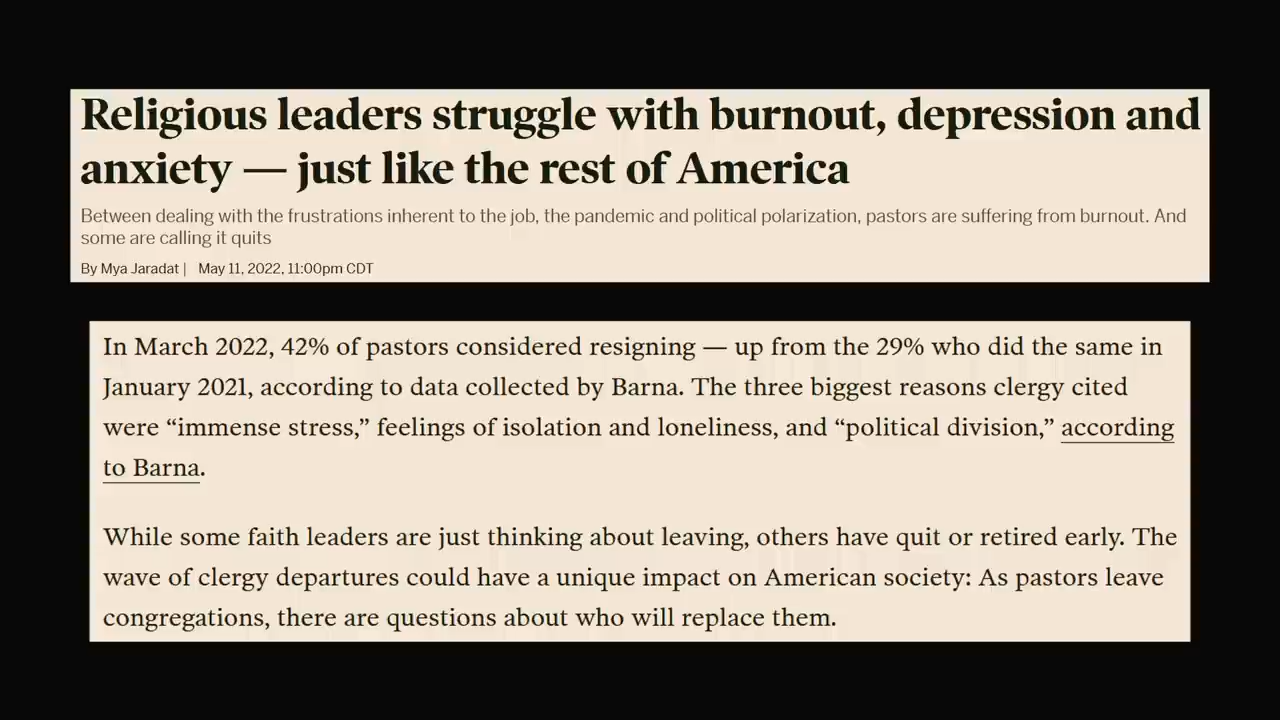 Religious leaders struggle with burnout, depression and
anxiety — just like the rest of America
Between dealing with the frustrations inherent to the job, the pandemic and political polarization, pastors are suffering from burnout. And
some are calling it quits
By Mya Jaradat | May 11, 2022, 11:00pm CDT
In March 2022, 42% of pastors considered resigning — up from the 29% who did the same in
January 2021, according to data collected by Barna. The three biggest reasons clergy cited
were “immense stress,” feelings of isolation and loneliness, and “political division,” according
to Barna.
While some faith leaders are just thinking about leaving, others have quit or retired early. The
wave of clergy departures could have a unique impact on American society: As pastors leave
congregations, there are questions about who will replace them.